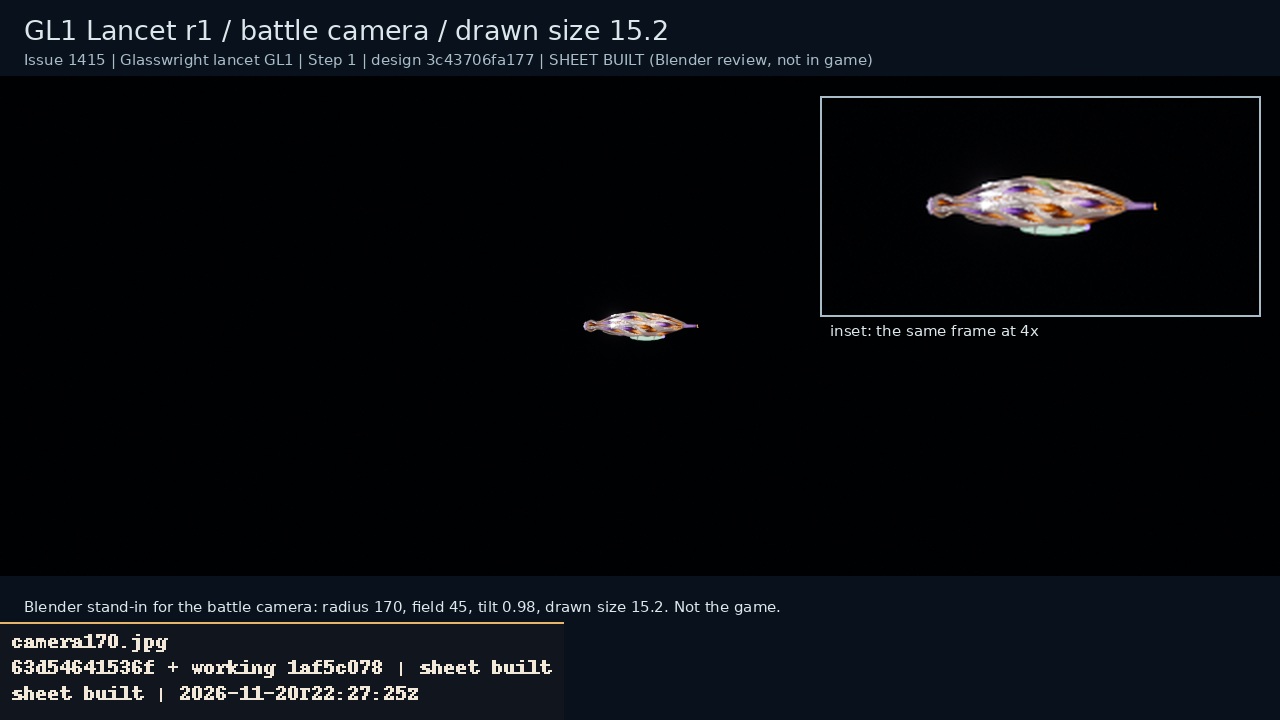 GL1 Lancet r1 / battle camera / drawn size 15.2
Issue 1415 | Glasswright lancet GL1 | Step 1 | design 3c43706fa177 | SHEET BUILT (Blender review, not in game)
inset: the same frame at 4x
Blender stand-in for the battle camera: radius 170, field 45, tilt 0.98, drawn size 15.2. Not the game.
camera170.jpg
63d54641536f + working 1af5c078 | sheet built
sheet built | 2026-11-20T22:27:25Z